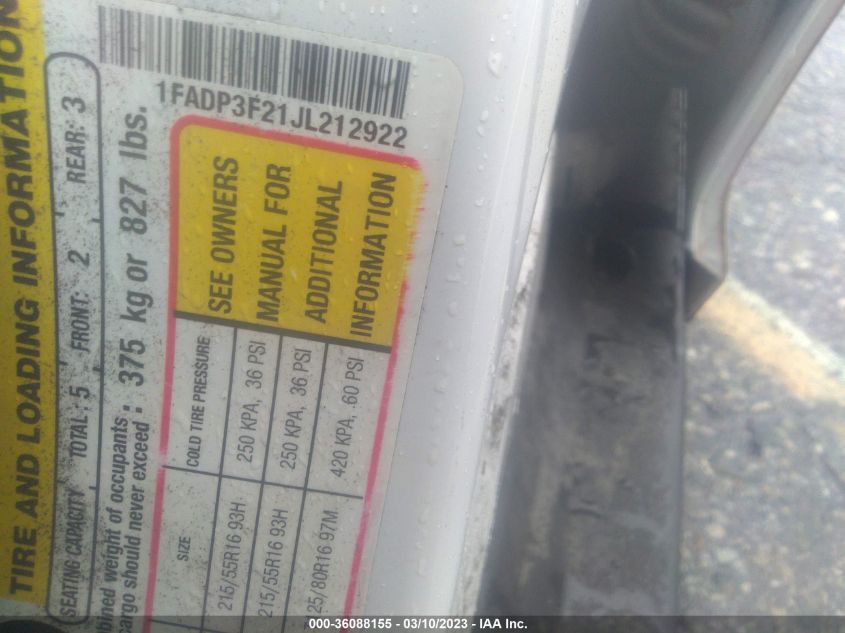 1FADP3F21JL212922
TIRE AND LOADING INFORMATION
SEATING CAPACITY TOTAL: 5 FRONT: 2 REAR: 3
bined weight of occupants
cargo should never exceed : 375 kg or 827 lbs.
SIZE COLD TIRE PRESSURE
215/55R16 93H 250 KPA, 36 PSI
215/55R16 93H 250 KPA, 36 PSI
25/80R16 97M 420 KPA, 60 PSI
SEE OWNERS
MANUAL FOR
ADDITIONAL
INFORMATION
000-36088155 - 03/10/2023 - IAA Inc.